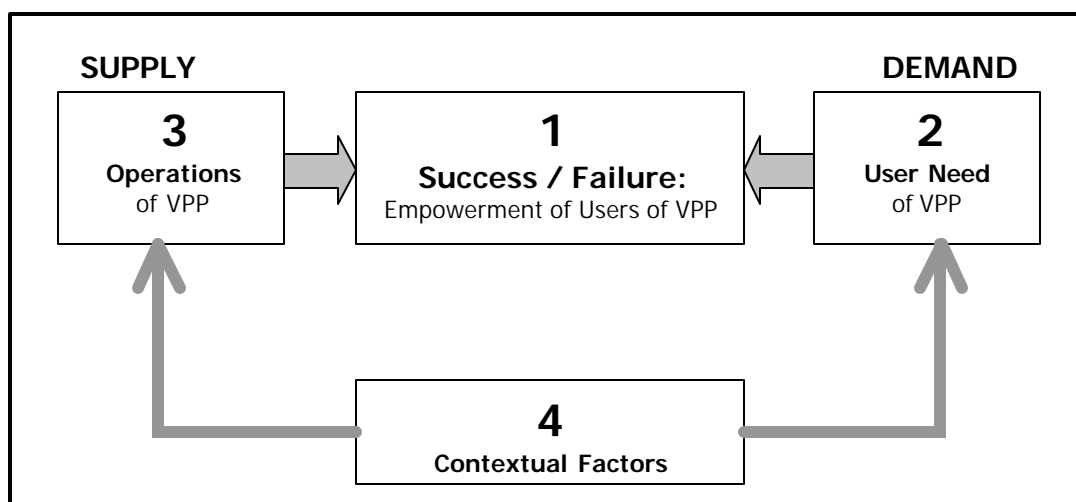 SUPPLY
DEMAND
3
Operations
of VPP
1
Success / Failure:
Empowerment of Users of VPP
2
User Need
of VPP
4
Contextual Factors